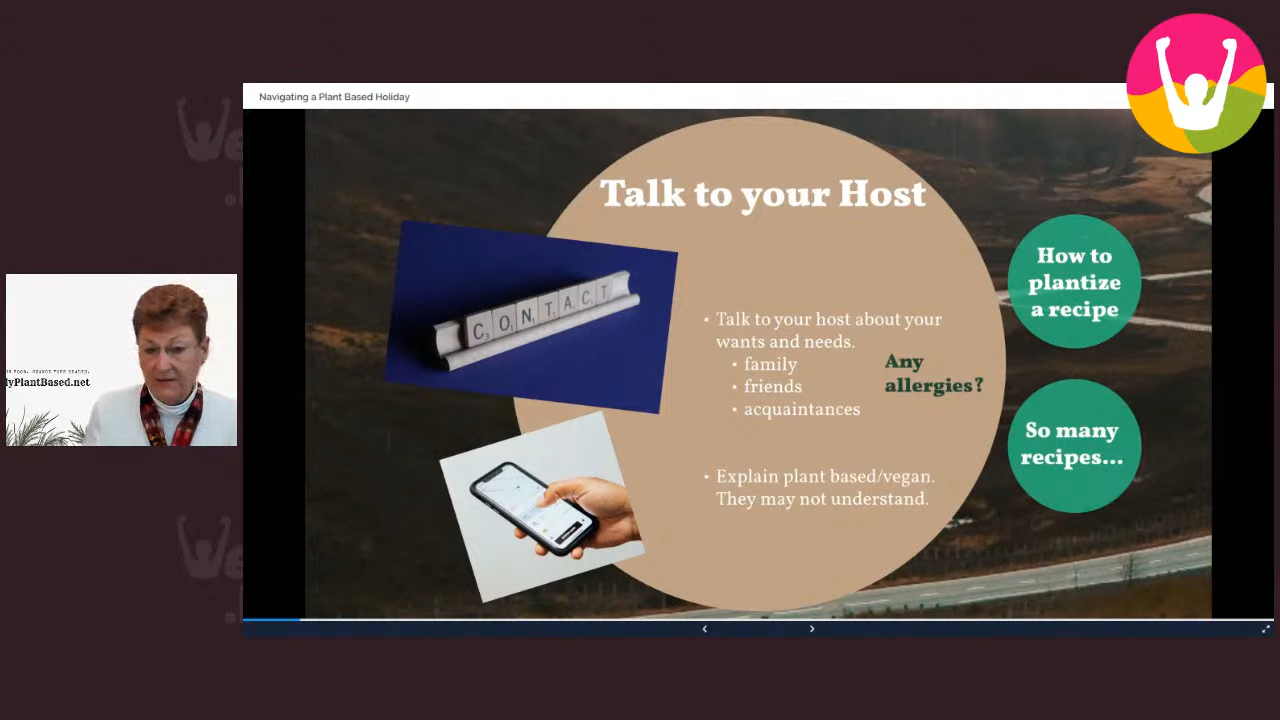 Navigating a Plant Based Holiday
Talk to your Host
CONTACT
• Talk to your host about your
wants and needs.
• family
• friends
• acquaintances
Any
allergies?
• Explain plant based/vegan.
They may not understand.
How to
plantize
a recipe
So many
recipes...
PlantBased.net